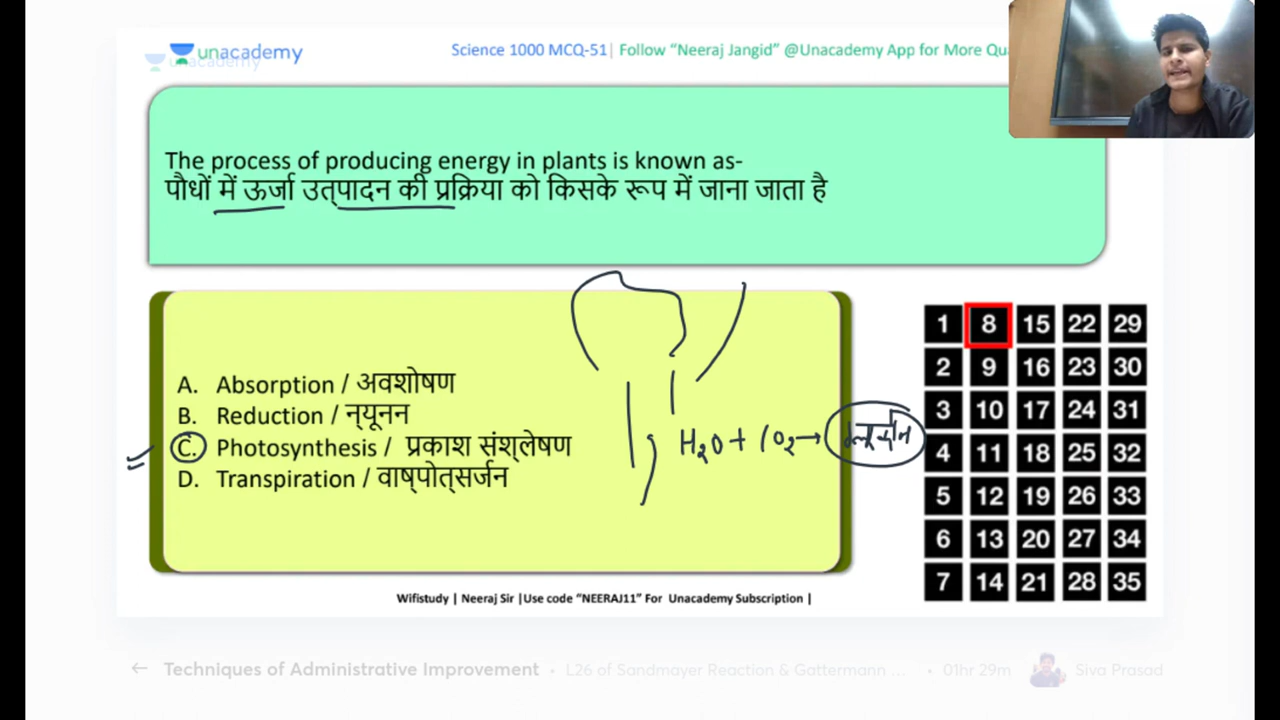 unacademy
Science 1000 MCQ-51| Follow “Neeraj Jangid” @Unacademy App for More Qu
The process of producing energy in plants is known as-
पौधों में ऊर्जा उत्पादन की प्रक्रिया को किसके रूप में जाना जाता है
A. Absorption / अवशोषण
B. Reduction / न्यूनन
C. Photosynthesis / प्रकाश संश्लेषण
D. Transpiration / वाष्पोत्सर्जन
H₂O +
1 8 15 22 29
2 9 16 23 30
3 10 17 24 31
4 11 18 25 32
5 12 19 26 33
6 13 20 27 34
7 14 21 28 35
Wifistudy | Neeraj Sir |Use code “NEERAJ11” For Unacademy Subscription |
Techniques of Administrative Improvement • L26 of Sandmayer Reaction & Gattermann ... • 01hr 29m Siva Prasad